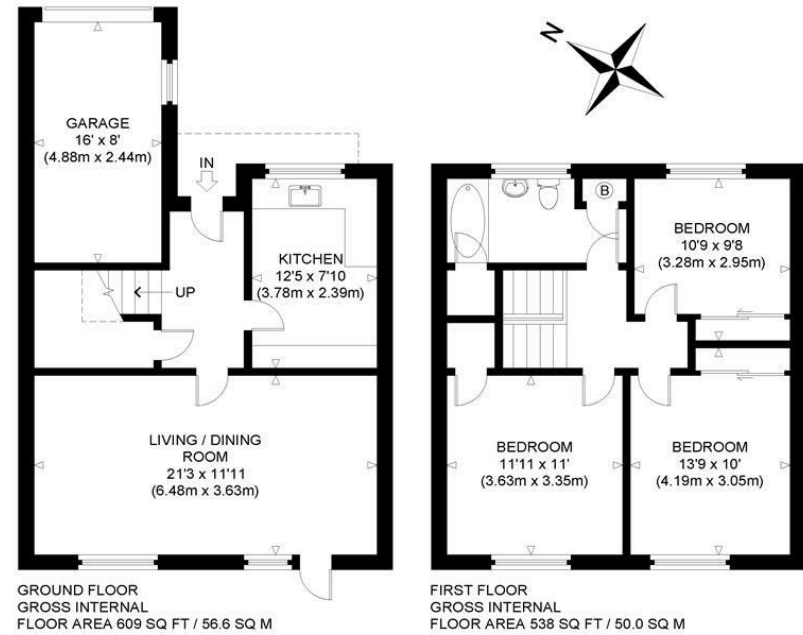 GARAGE
16' x 8'
(4.88m x 2.44m)
IN
KITCHEN
12'5 x 7'10
(3.78m x 2.39m)
UP
LIVING / DINING
ROOM
21'3 x 11'11
(6.48m x 3.63m)
GROUND FLOOR
GROSS INTERNAL
FLOOR AREA 609 SQ FT / 56.6 SQ M
N
B
BEDROOM
10'9 x 9'8
(3.28m x 2.95m)
BEDROOM
11'11 x 11'
(3.63m x 3.35m)
BEDROOM
13'9 x 10'
(4.19m x 3.05m)
FIRST FLOOR
GROSS INTERNAL
FLOOR AREA 538 SQ FT / 50.0 SQ M